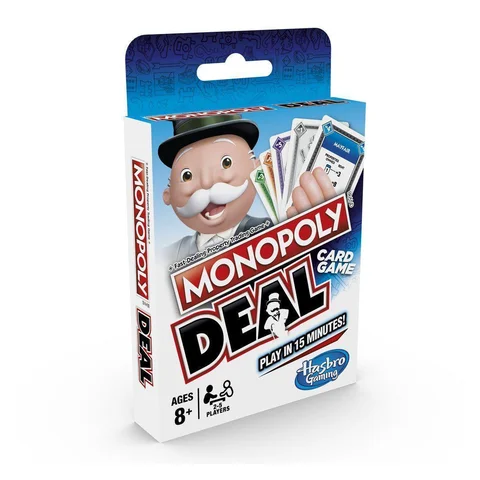 MAYFAIR
Fast-Dealing Property Trading Game
MONOPOLY
DEAL
CARD
GAME
PLAY IN 15 MINUTES!
Hasbro
Gaming
AGES
8+
2-5
PLAYERS
MONOPOLY
DEAL